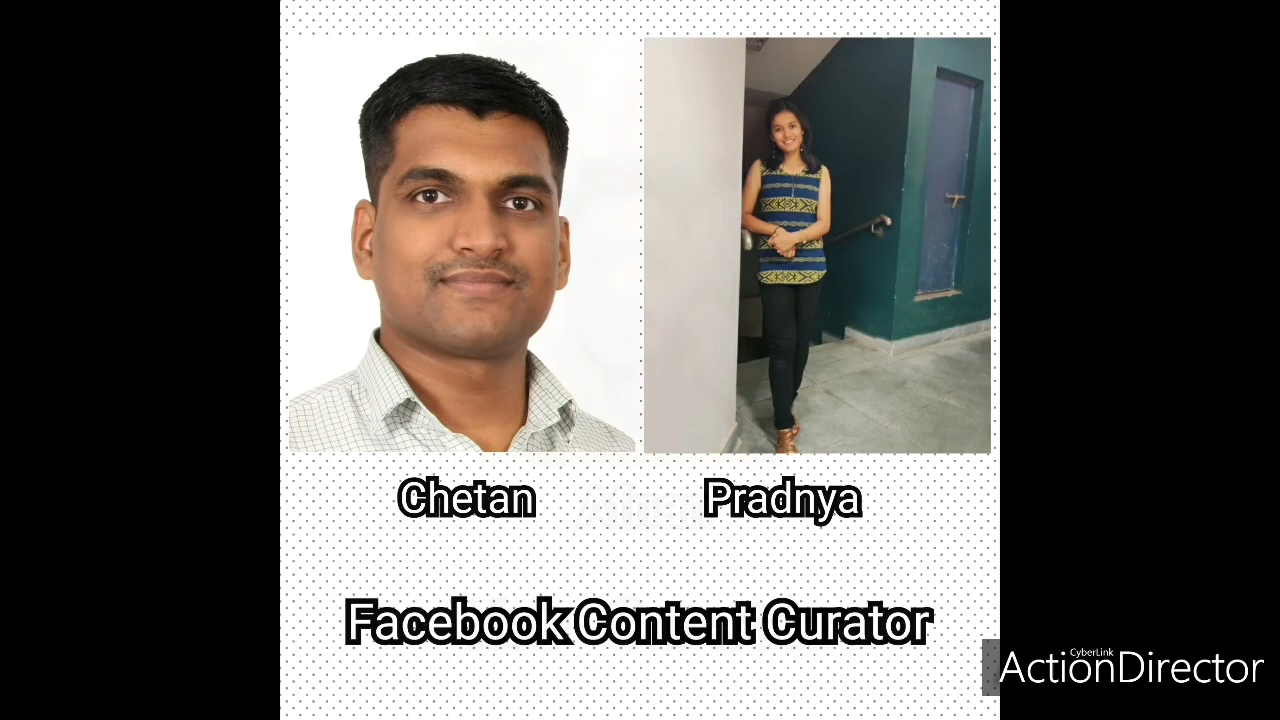 Chetan Pradnya
Facebook Content Curator
CyberLink
ActionDirector